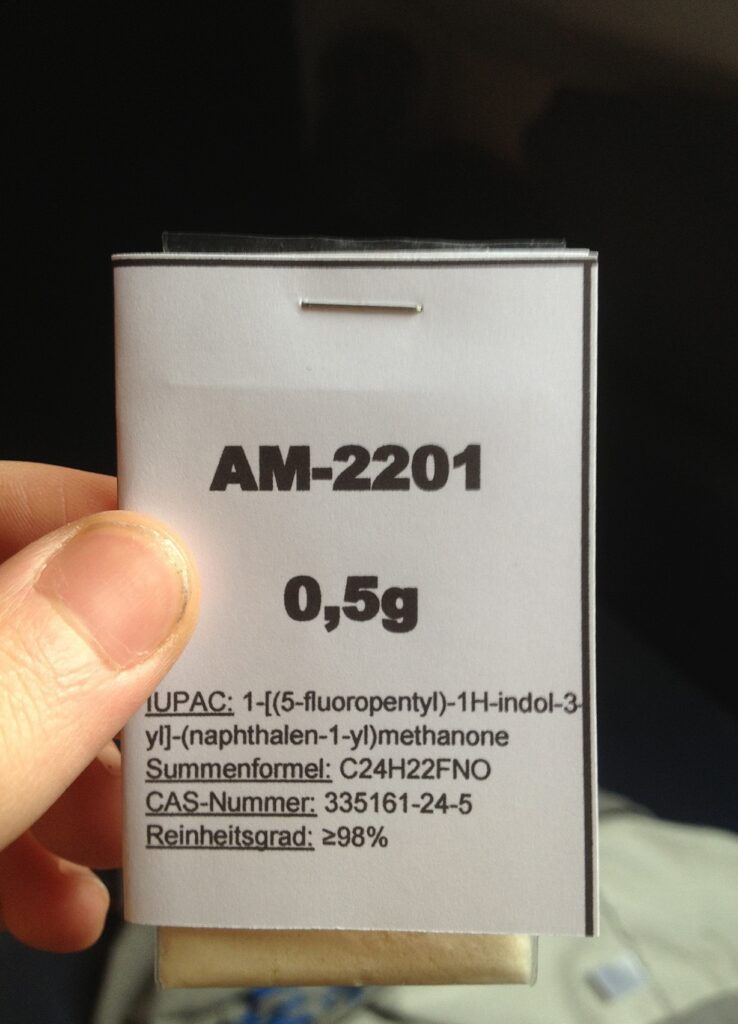 AM-2201
0,5g
IUPAC: 1-[(5-fluoropentyl)-1H-indol-3-
yl]-(naphthalen-1-yl)methanone
Summenformel: C24H22FNO
CAS-Nummer: 335161-24-5
Reinheitsgrad: ≥98%